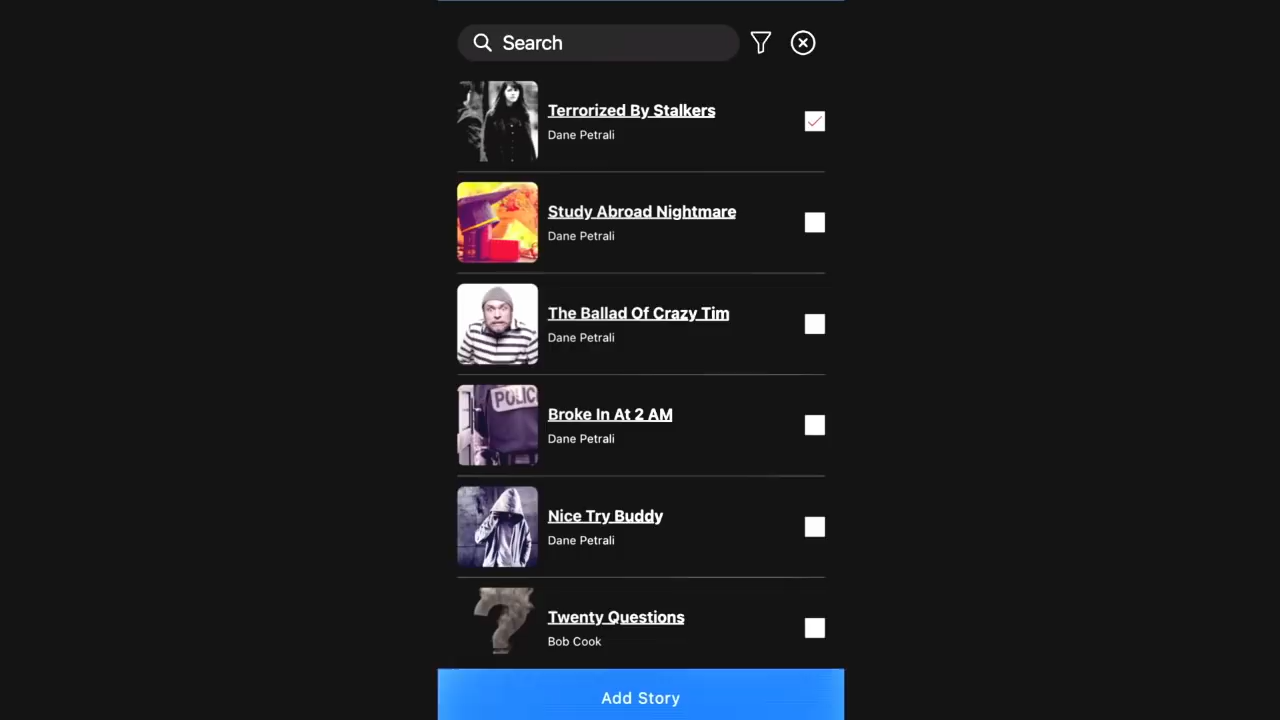 Search
Terrorized By Stalkers
Dane Petrali
Study Abroad Nightmare
Dane Petrali
The Ballad Of Crazy Tim
Dane Petrali
POLIC
Broke In At 2 AM
Dane Petrali
Nice Try Buddy
Dane Petrali
?
Twenty Questions
Bob Cook
Add Story